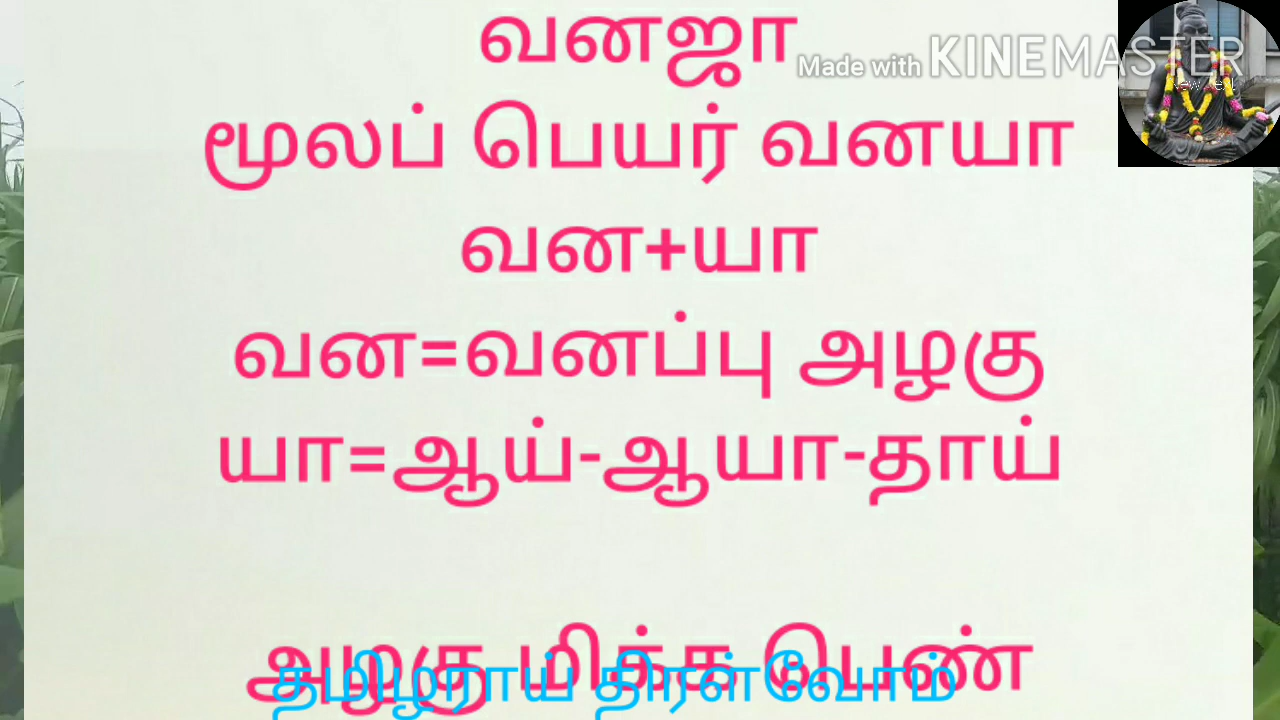 வனஜா
Made with KINEMASTER
மூலப் பெயர் வனயா
வன+யா
வன=வனப்பு அழகு
யா=ஆய்-ஆயா-தாய்
அழகு மிக்க பெண்
தமிழராய் திரள்வோம்